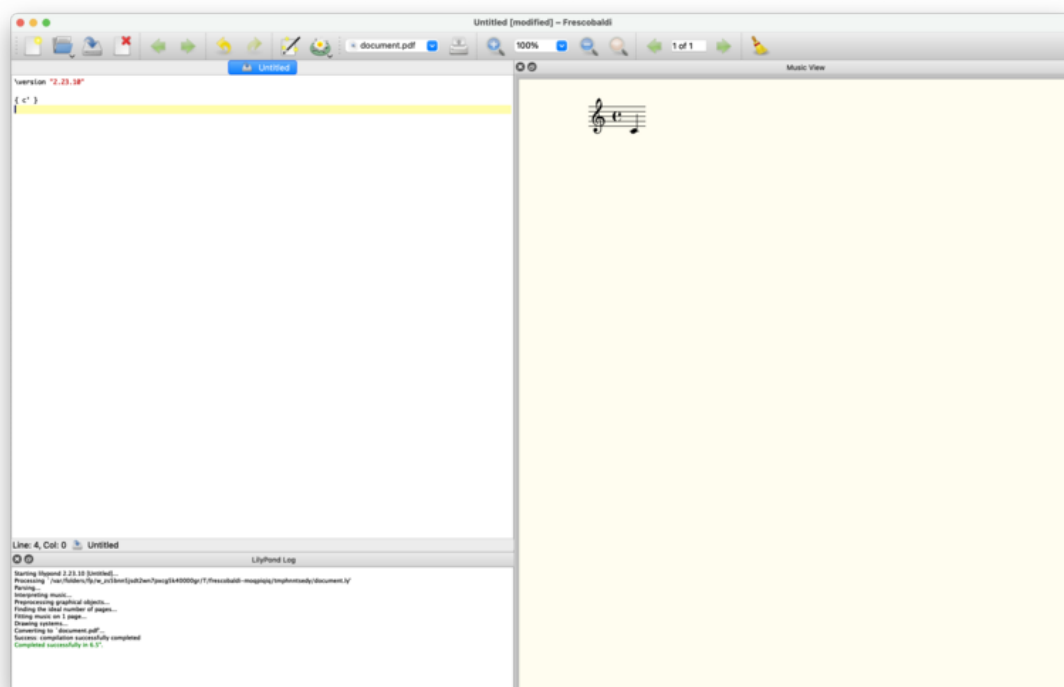 Untitled [modified] – Frescobaldi
document.pdf
100%
1 of 1
Untitled
Music View
\version "2.23.10"
{ c' }
Line: 4, Col: 0 Untitled
LilyPond Log
Starting lilypond 2.23.10 [Untitled]...
Parsing...
Interpreting music...
Preprocessing graphical objects...
Finding the ideal number of pages...
Fitting music on 1 page...
Drawing systems...
Converting to `document.pdf'...
Success: compilation successfully completed
Completed successfully in 6.5".